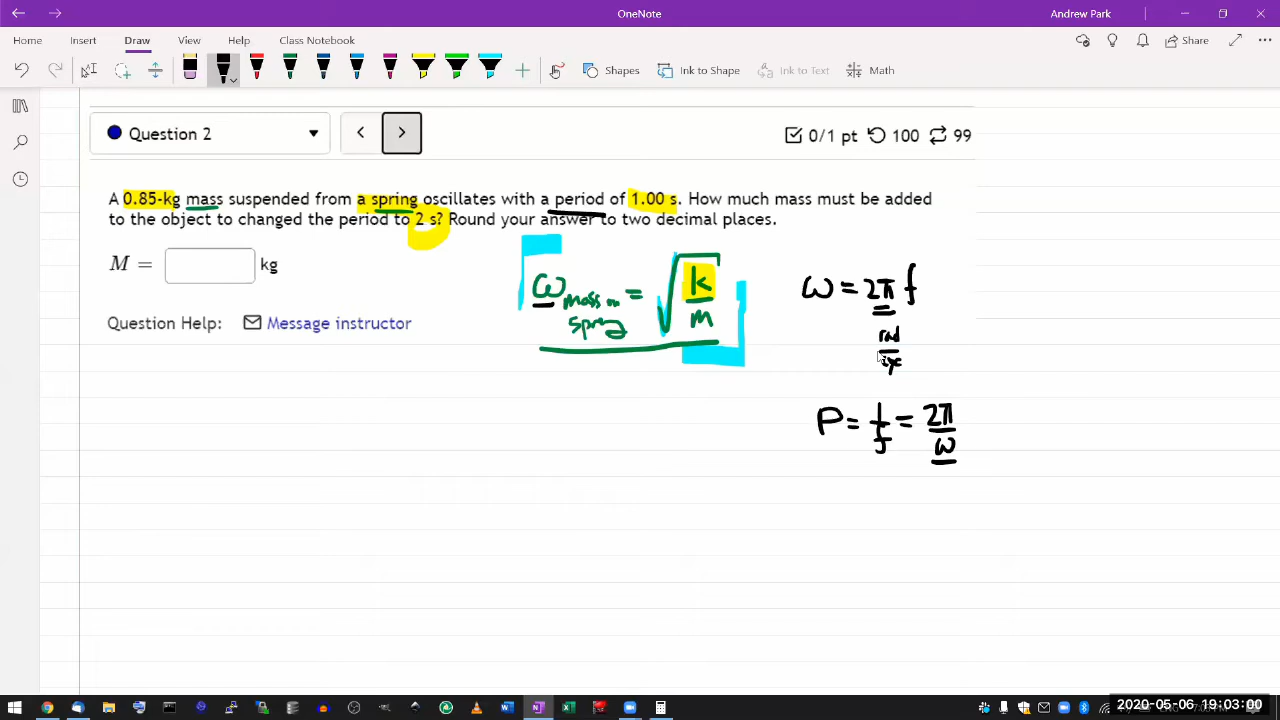 OneNote
Andrew Park
Home Insert Draw View Help Class Notebook
Share
Shapes Ink to Shape Ink to Text Math
Question 2 < > 0/1 pt 100 99
A 0.85-kg mass suspended from a spring oscillates with a period of 1.00 s. How much mass must be added
to the object to changed the period to 2 s? Round your answer to two decimal places.
M = kg
Question Help: Message instructor
ω mass on spring = √(k/m)
ω = 2π f
rad
cyc
P = 1/f = 2π/ω
2020-05-06 19:03:00